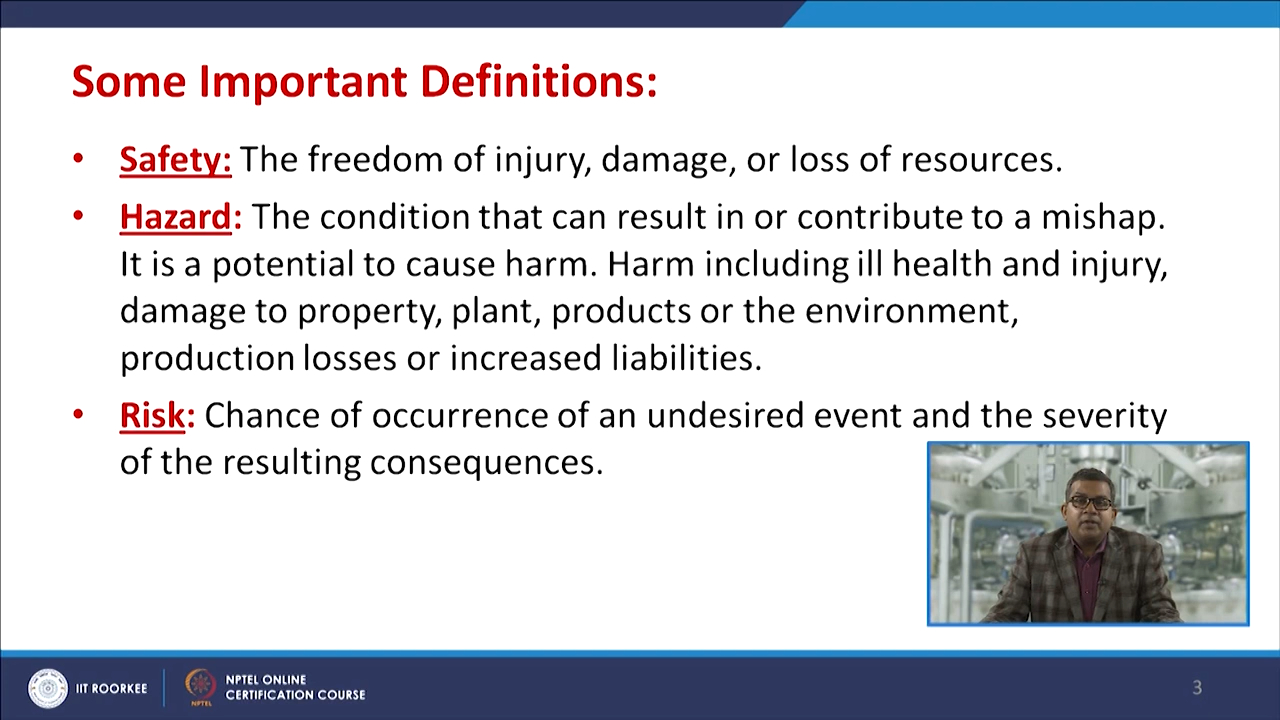 Some Important Definitions:
• Safety: The freedom of injury, damage, or loss of resources.
• Hazard: The condition that can result in or contribute to a mishap.
It is a potential to cause harm. Harm including ill health and injury,
damage to property, plant, products or the environment,
production losses or increased liabilities.
• Risk: Chance of occurrence of an undesired event and the severity
of the resulting consequences.
IIT ROORKEE
NPTEL
NPTEL ONLINE
CERTIFICATION COURSE
3